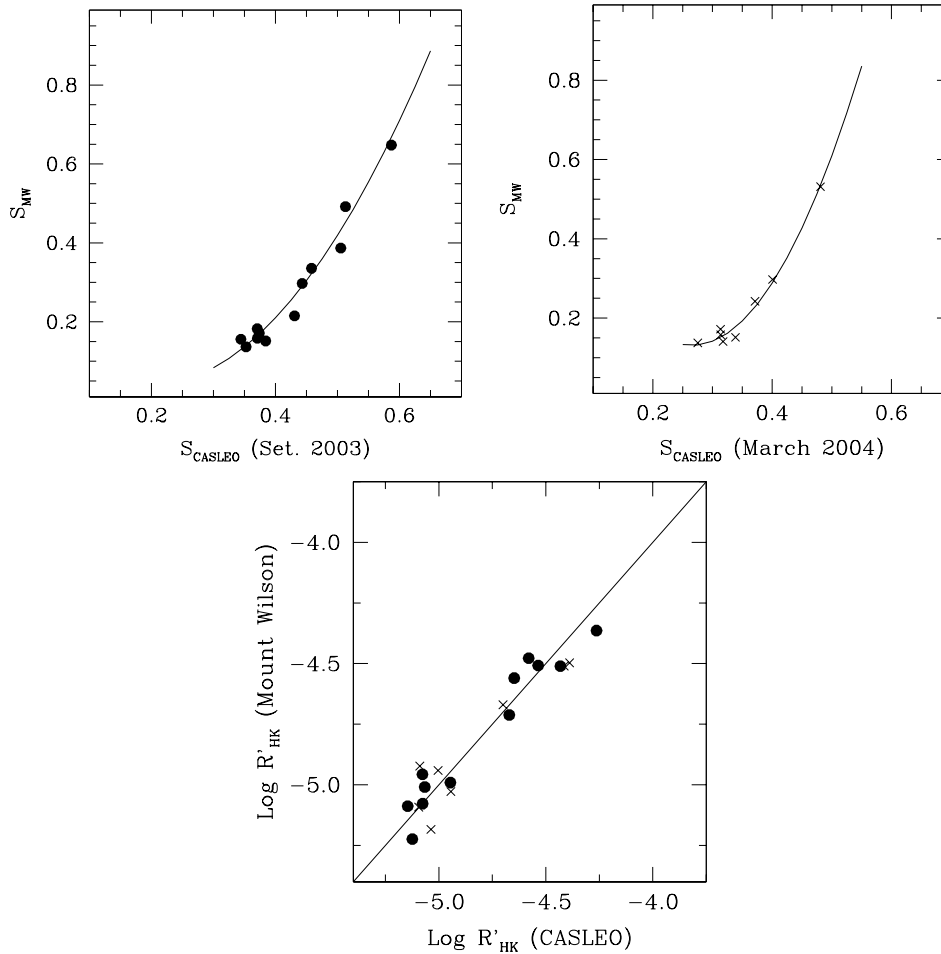 0.8
0.6
0.4
0.2
S_MW
0.2 0.4 0.6
S_CASLEO (Set. 2003)
0.8
0.6
0.4
0.2
S_MW
0.2 0.4 0.6
S_CASLEO (March 2004)
−4.0
−4.5
−5.0
Log R'_HK (Mount Wilson)
−5.0 −4.5 −4.0
Log R'_HK (CASLEO)